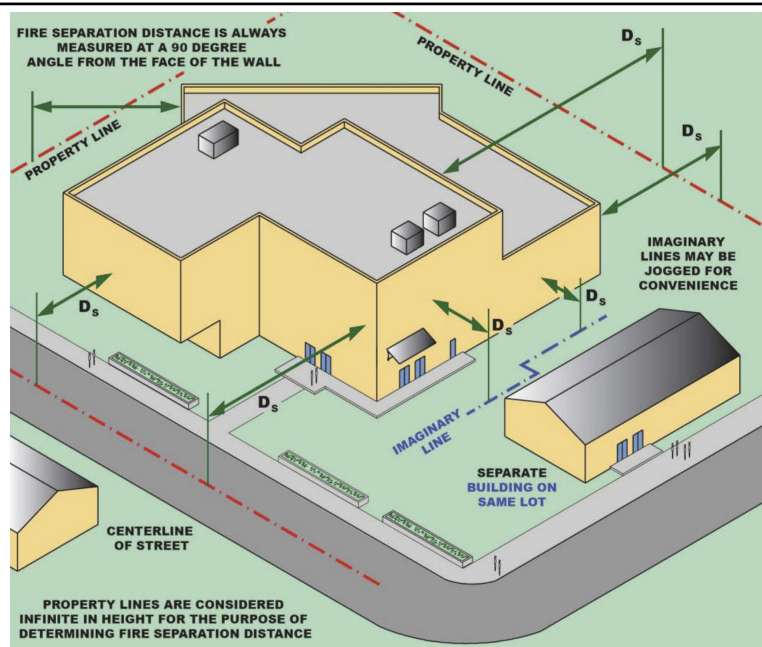 FIRE SEPARATION DISTANCE IS ALWAYS
MEASURED AT A 90 DEGREE
ANGLE FROM THE FACE OF THE WALL
PROPERTY LINE
PROPERTY LINE
Ds
Ds
IMAGINARY
LINES MAY BE
JOGGED FOR
CONVENIENCE
Ds
Ds
Ds
Ds
IMAGINARY
LINE
SEPARATE
BUILDING ON
SAME LOT
CENTERLINE
OF STREET
PROPERTY LINES ARE CONSIDERED
INFINITE IN HEIGHT FOR THE PURPOSE OF
DETERMINING FIRE SEPARATION DISTANCE